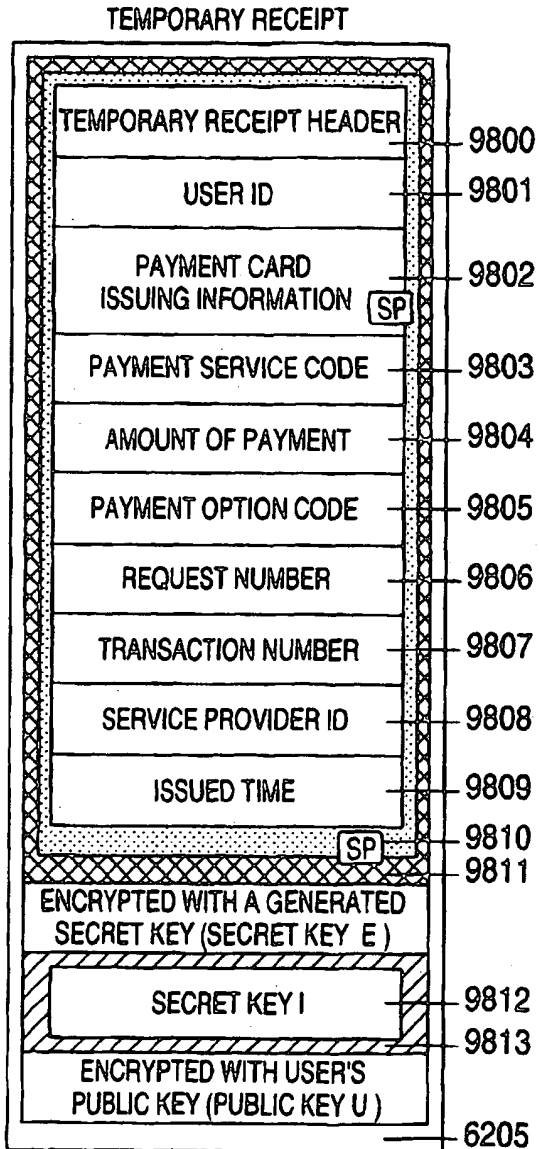 TEMPORARY RECEIPT
TEMPORARY RECEIPT HEADER
9800
USER ID
9801
PAYMENT CARD
ISSUING INFORMATION
SP
9802
PAYMENT SERVICE CODE
9803
AMOUNT OF PAYMENT
9804
PAYMENT OPTION CODE
9805
REQUEST NUMBER
9806
TRANSACTION NUMBER
9807
SERVICE PROVIDER ID
9808
ISSUED TIME
9809
SP
9810
9811
ENCRYPTED WITH A GENERATED
SECRET KEY (SECRET KEY E)
SECRET KEY I
9812
9813
ENCRYPTED WITH USER'S
PUBLIC KEY (PUBLIC KEY U)
6205